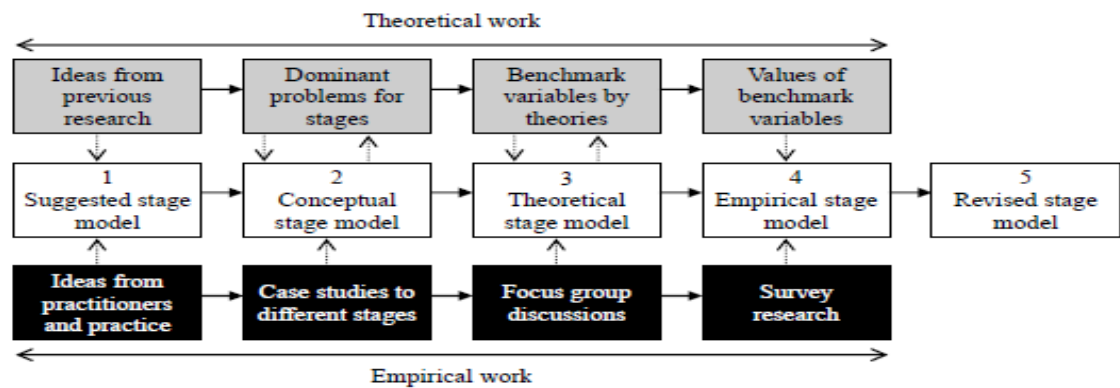 Theoretical work
Ideas from
previous
research
Dominant
problems for
stages
Benchmark
variables by
theories
Values of
benchmark
variables
1
Suggested stage
model
2
Conceptual
stage model
3
Theoretical
stage model
4
Empirical stage
model
5
Revised stage
model
Ideas from
practitioners
and practice
Case studies to
different stages
Focus group
discussions
Survey
research
Empirical work